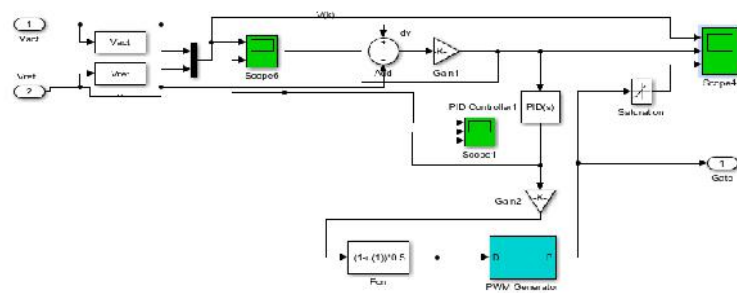 1
Vact
Vact
Vref
Vref
2
Scope6
dv
Add
-K-
Gain1
PID Controller1
PID(s)
Scope1
Saturation
Scope4
1
Gate
-K-
Gain2
Fcn
D
P
PWM Generator